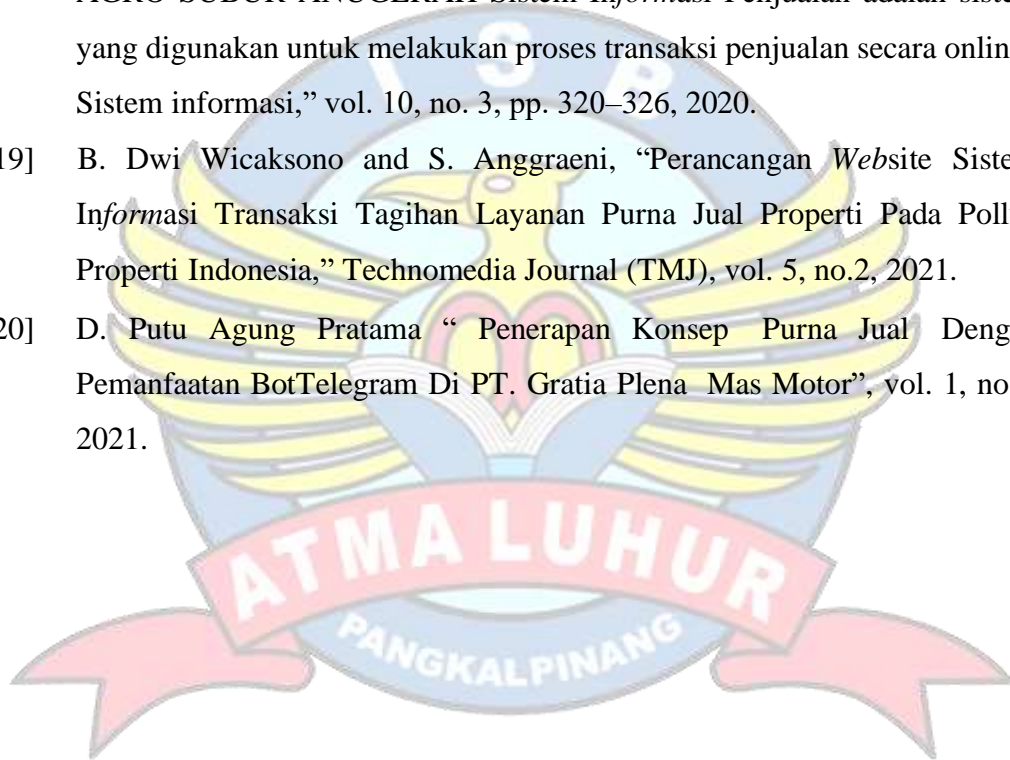 AGRO SUBUR ANUGERAH Sistem Informasi Penjualan adalah
yang digunakan untuk melakukan proses transaksi penjualan secara onlin
Sistem informasi,” vol. 10, no. 3, pp. 320–326, 2020.
19] B. Dwi Wicaksono and S. Anggraeni, “Perancangan Website Siste
Informasi Transaksi Tagihan Layanan Purna Jual Properti Pada Poll
Properti Indonesia,” Technomedia Journal (TMJ), vol. 5, no.2, 2021.
20] D. Putu Agung Pratama “ Penerapan Konsep Purna Jual Deng
Pemanfaatan BotTelegram Di PT. Gratia Plena Mas Motor”, vol. 1, no
2021.
I S B
ATMA LUHUR
PANGKALPINANG